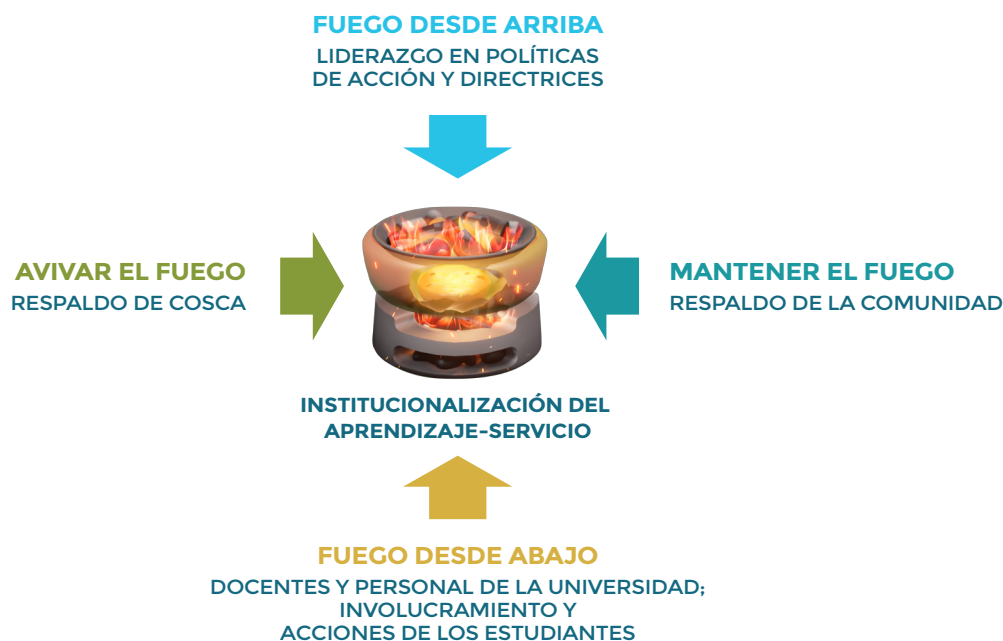 FUEGO DESDE ARRIBA
LIDERAZGO EN POLÍTICAS
DE ACCIÓN Y DIRECTRICES
AVIVAR EL FUEGO
RESPALDO DE COSCA
MANTENER EL FUEGO
RESPALDO DE LA COMUNIDAD
INSTITUCIONALIZACIÓN DEL
APRENDIZAJE-SERVICIO
FUEGO DESDE ABAJO
DOCENTES Y PERSONAL DE LA UNIVERSIDAD;
INVOLUCRAMIENTO Y
ACCIONES DE LOS ESTUDIANTES